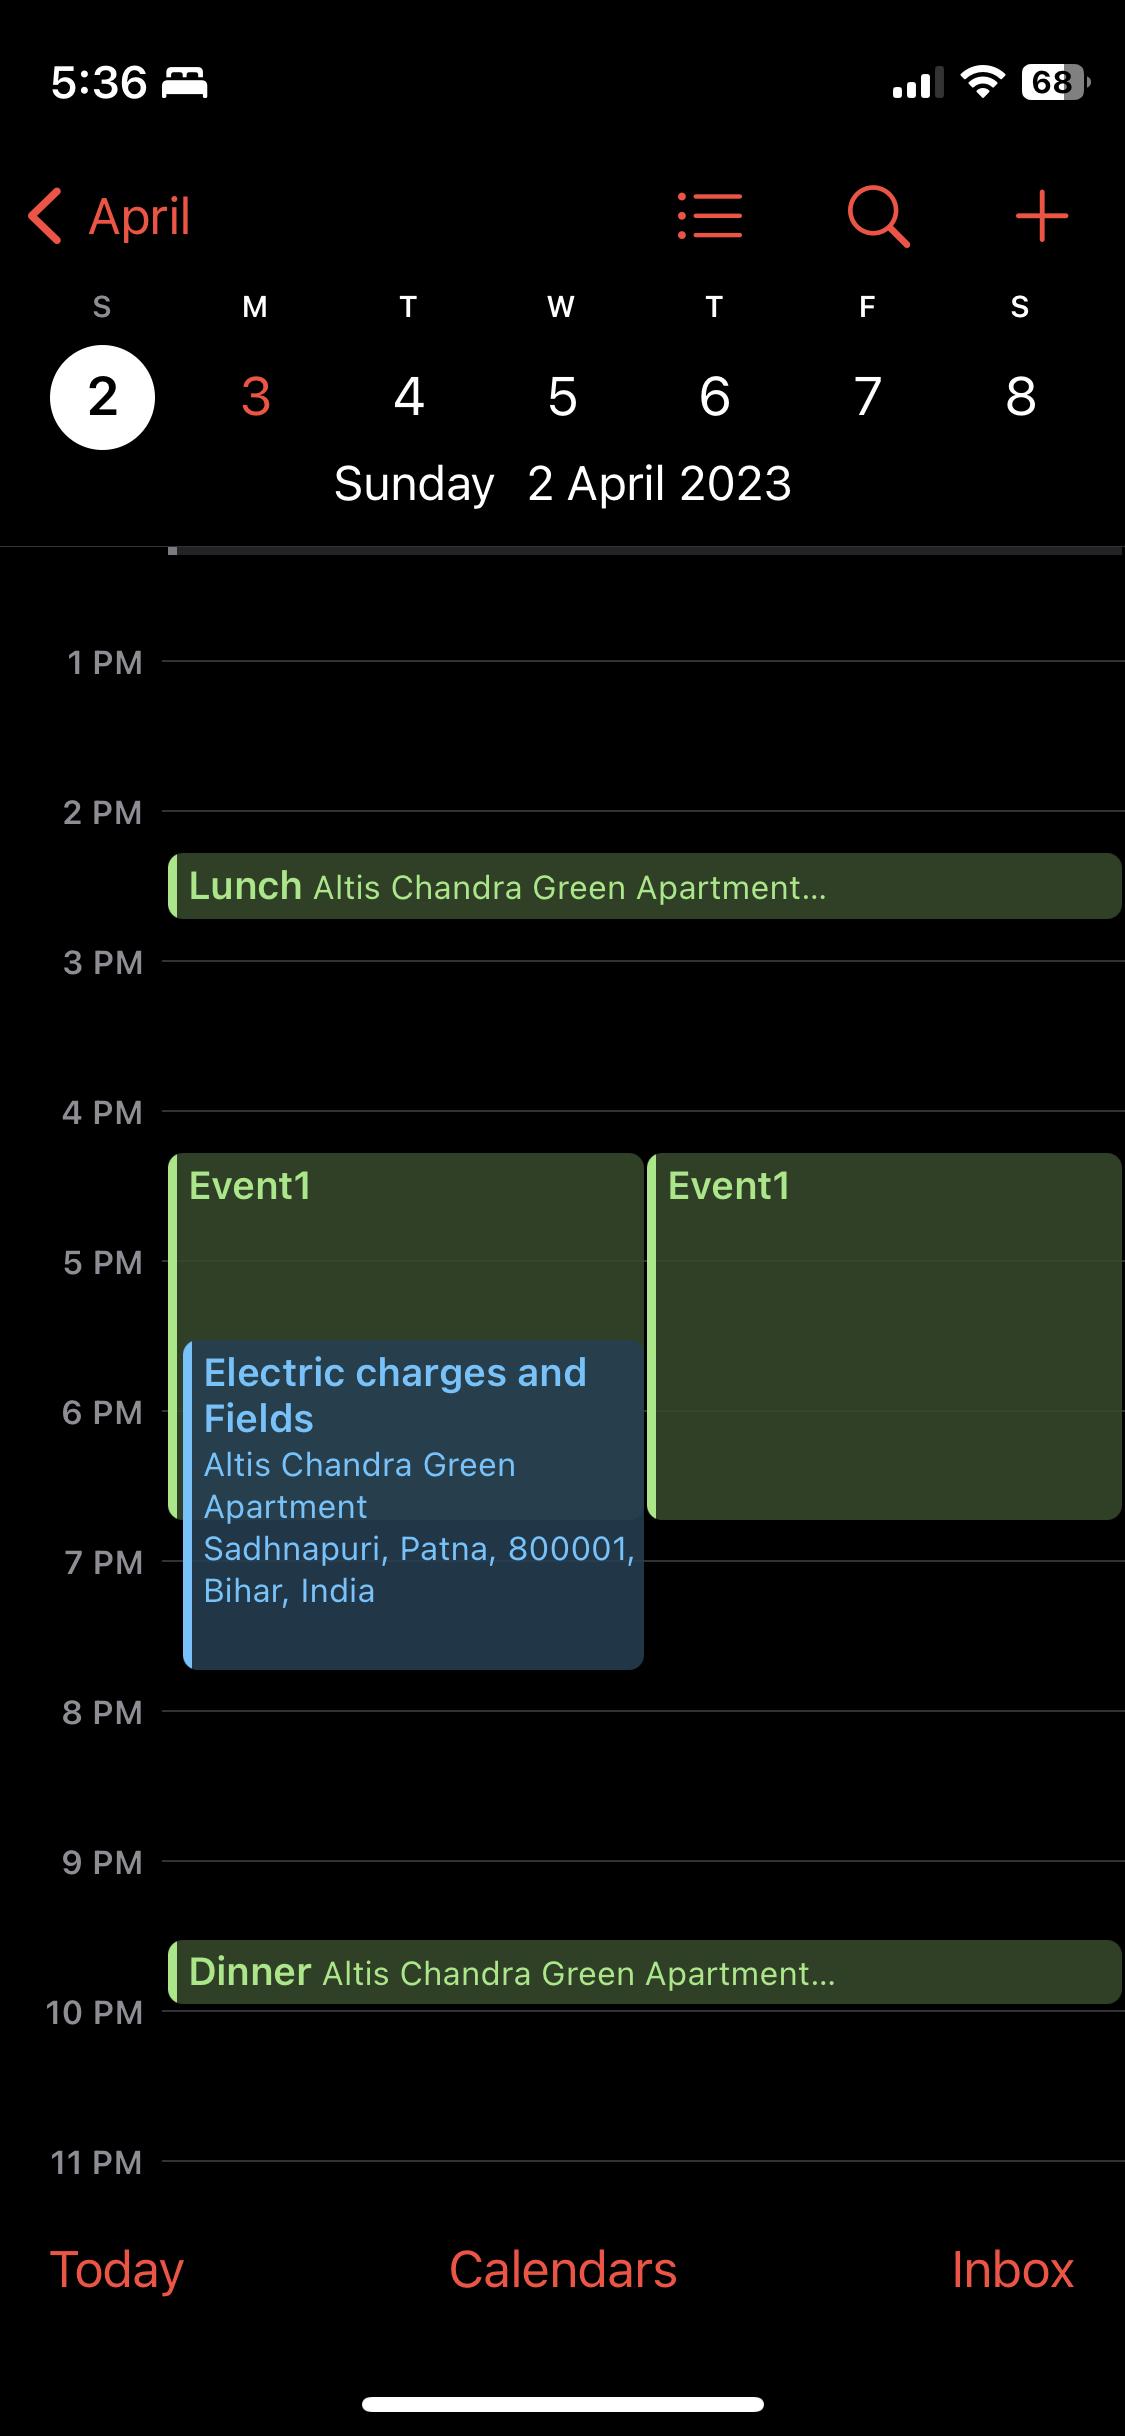 5:36 68
April
S M T W T F S
2 3 4 5 6 7 8
Sunday 2 April 2023
1 PM
2 PM
Lunch Altis Chandra Green Apartment...
3 PM
4 PM
Event1 Event1
5 PM
Electric charges and
Fields
6 PM
Altis Chandra Green
Apartment
Sadhnapuri, Patna, 800001,
7 PM
Bihar, India
8 PM
9 PM
Dinner Altis Chandra Green Apartment...
10 PM
11 PM
Today Calendars Inbox